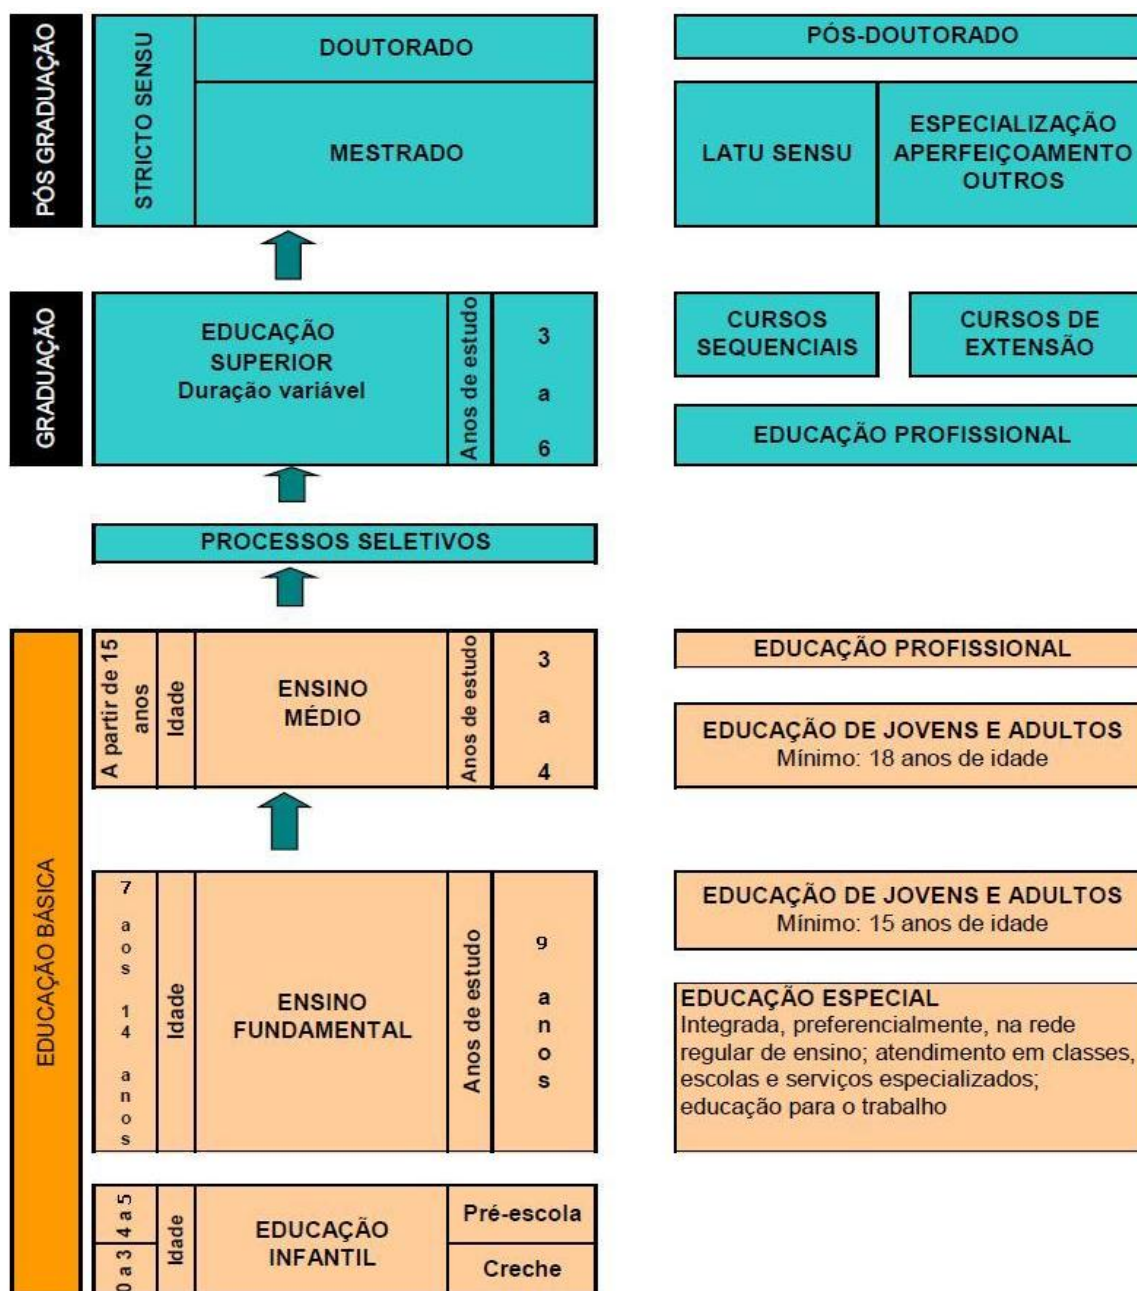 PÓS GRADUAÇÃO
STRICTO SENSU
DOUTORADO
MESTRADO
PÓS-DOUTORADO
LATU SENSU
ESPECIALIZAÇÃO
APERFEIÇOAMENTO
OUTROS
GRADUAÇÃO
EDUCAÇÃO
SUPERIOR
Duração variável
Anos de estudo
3
a
6
CURSOS
SEQUENCIAIS
CURSOS DE
EXTENSÃO
EDUCAÇÃO PROFISSIONAL
PROCESSOS SELETIVOS
EDUCAÇÃO BÁSICA
A partir de 15
anos
Idade
ENSINO
MÉDIO
Anos de estudo
3
a
4
EDUCAÇÃO PROFISSIONAL
EDUCAÇÃO DE JOVENS E ADULTOS
Mínimo: 18 anos de idade
7 aos 14 anos
Idade
ENSINO
FUNDAMENTAL
Anos de estudo
9 anos
EDUCAÇÃO DE JOVENS E ADULTOS
Mínimo: 15 anos de idade
EDUCAÇÃO ESPECIAL
Integrada, preferencialmente, na rede
regular de ensino; atendimento em classes,
escolas e serviços especializados;
educação para o trabalho
4 a 5
0 a 3
Idade
EDUCAÇÃO
INFANTIL
Pré-escola
Creche